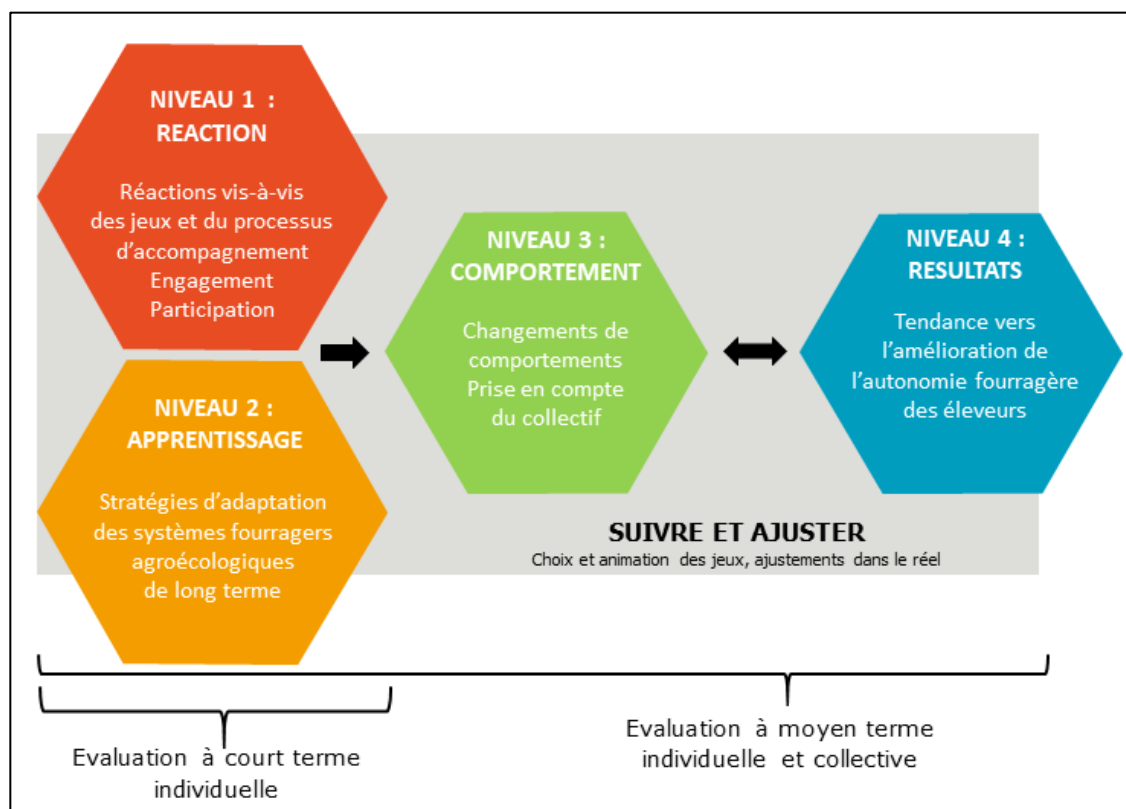 NIVEAU 1 :
REACTION
Réactions vis-à-vis
des jeux et du processus
d'accompagnement
Engagement
Participation
NIVEAU 2 :
APPRENTISSAGE
Stratégies d'adaptation
des systèmes fourragers
agroécologiques
de long terme
NIVEAU 3 :
COMPORTEMENT
Changements de
comportements
Prise en compte
du collectif
NIVEAU 4 :
RESULTATS
Tendance vers
l'amélioration de
l'autonomie fourragère
des éleveurs
SUIVRE ET AJUSTER
Choix et animation des jeux, ajustements dans le réel
Evaluation à court terme
individuelle
Evaluation à moyen terme
individuelle et collective